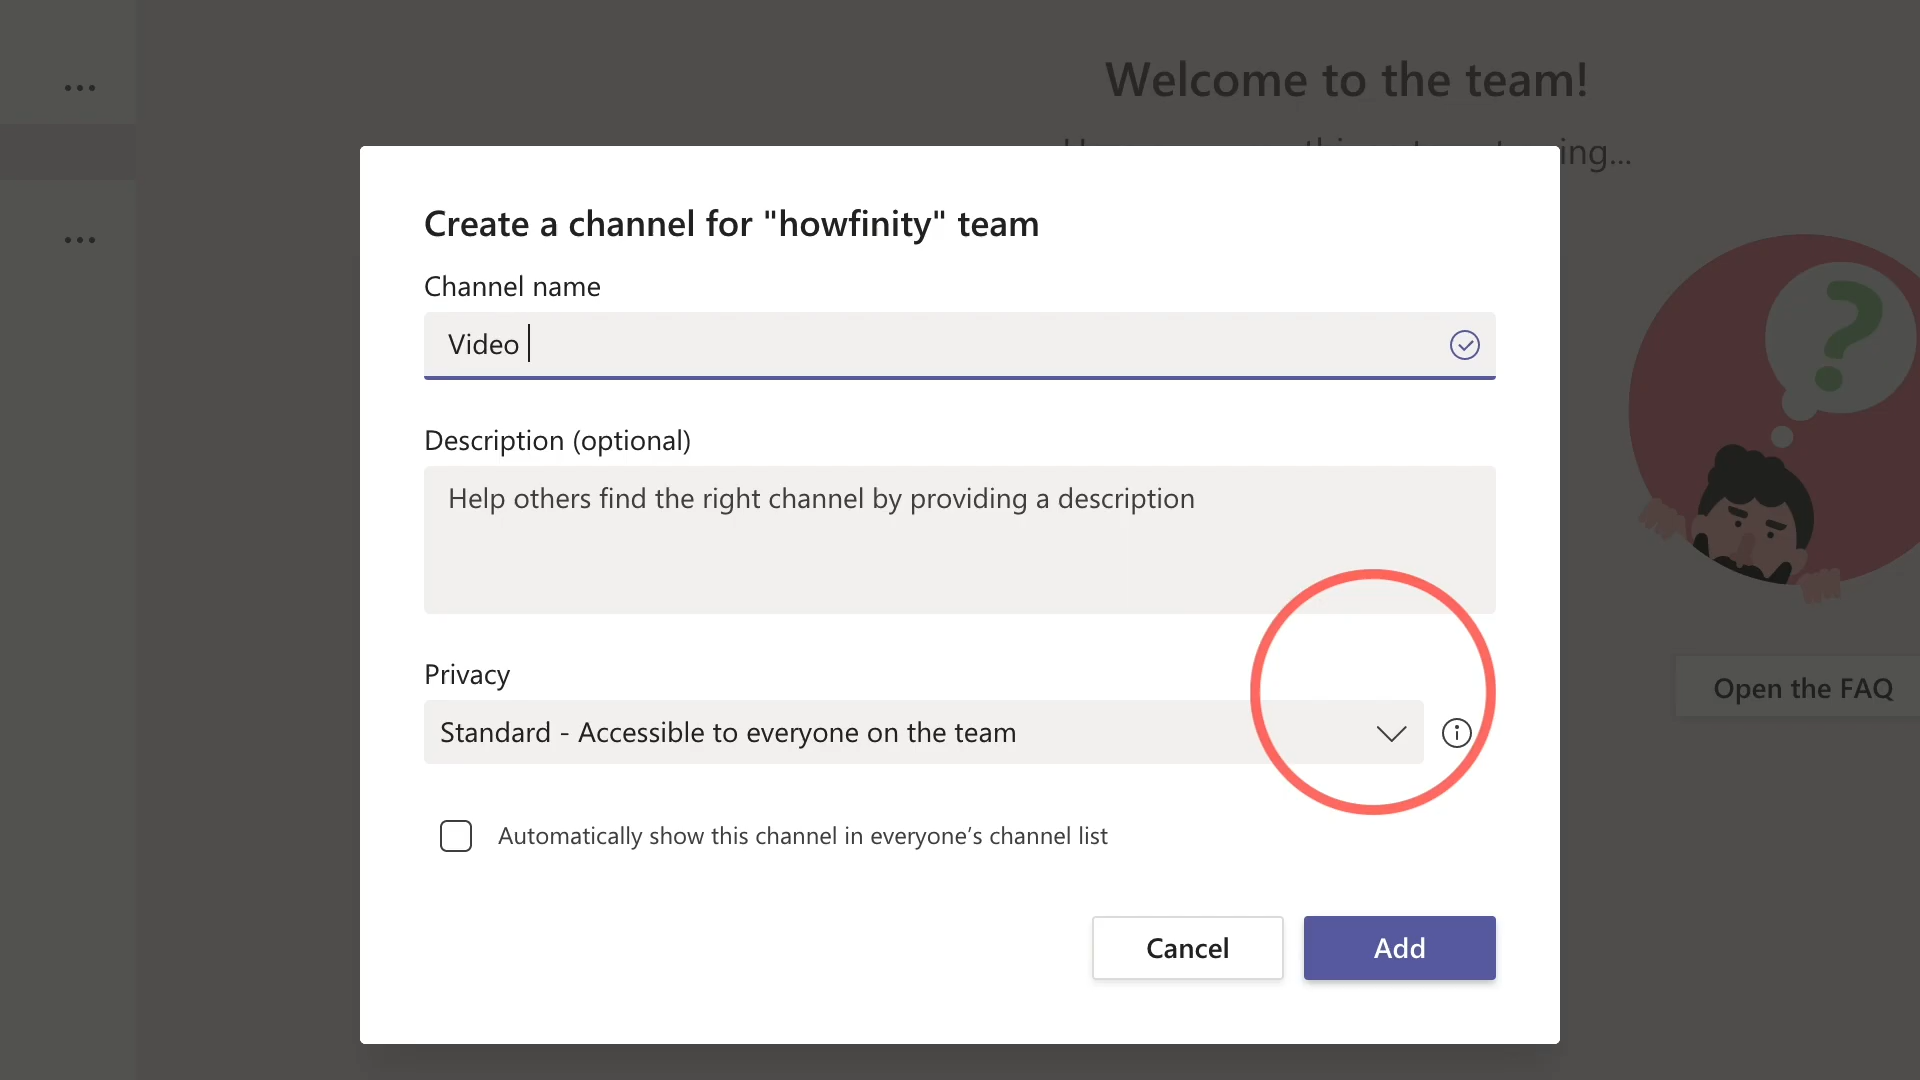 Welcome to the team!
ing...
Create a channel for "howfinity" team
Channel name
Video
Description (optional)
Help others find the right channel by providing a description
Privacy
Standard - Accessible to everyone on the team
Automatically show this channel in everyone’s channel list
Cancel
Add
Open the FAQ